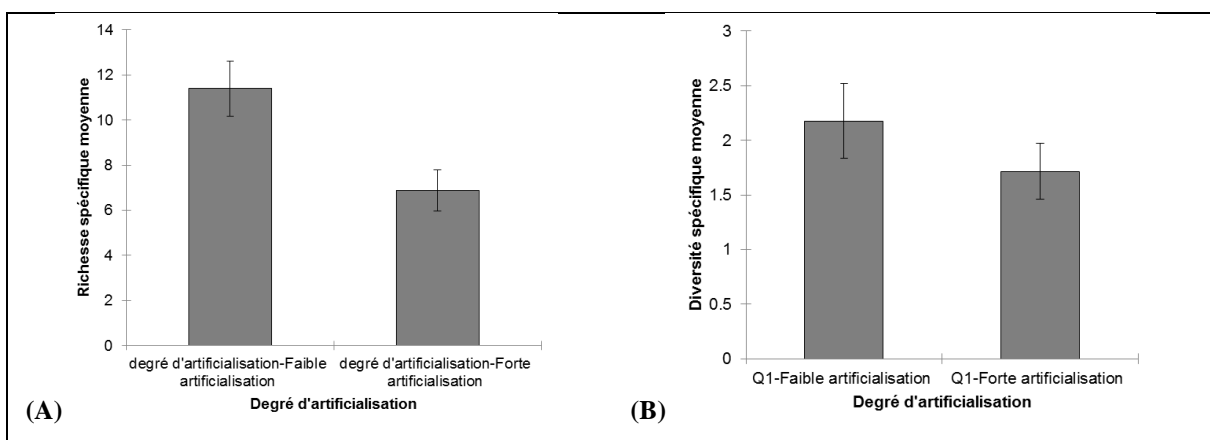 14
12
10
8
6
4
2
0
Richesse spécifique moyenne
degré d'artificialisation-Faible
artificialisation
degré d'artificialisation-Forte
artificialisation
Degré d'artificialisation
(A)
3
2.5
2
1.5
1
0.5
0
Diversité spécifique moyenne
Q1-Faible artificialisation
Q1-Forte artificialisation
Degré d'artificialisation
(B)